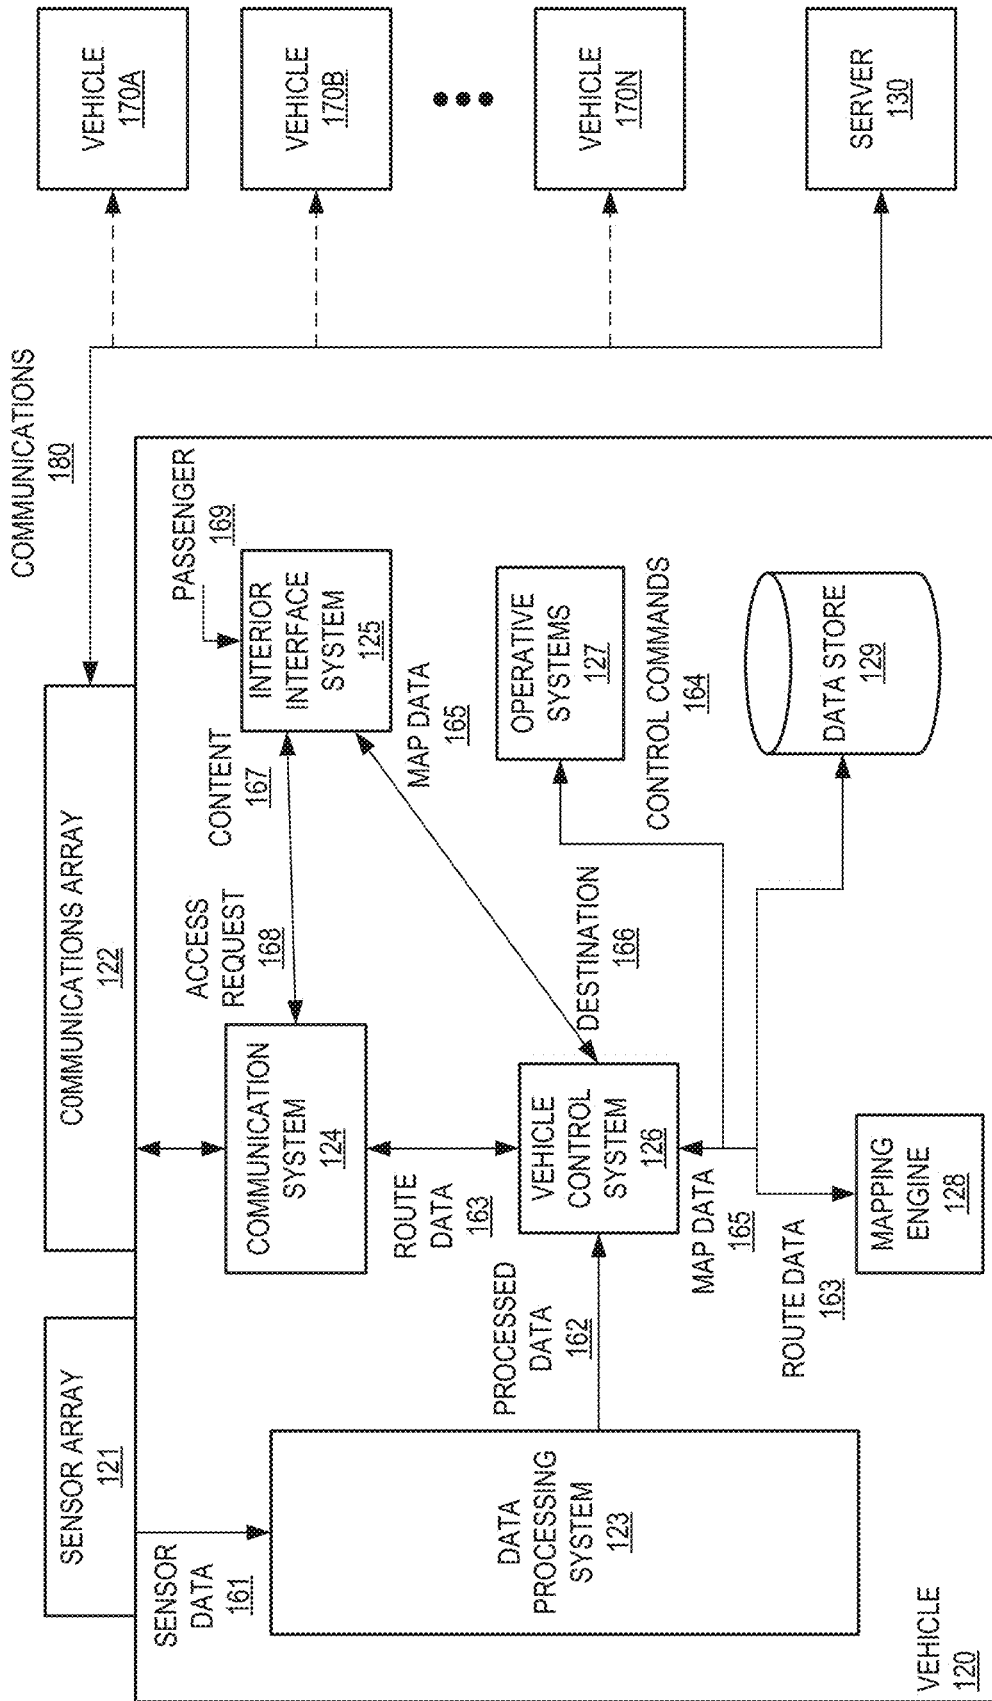 SENSOR ARRAY
121
COMMUNICATIONS ARRAY
122
COMMUNICATIONS
180
VEHICLE
170A
VEHICLE
170B
VEHICLE
170N
SERVER
130
SENSOR
DATA
161
DATA
PROCESSING
SYSTEM
123
PROCESSED
DATA
162
COMMUNICATION
SYSTEM
124
ACCESS
REQUEST
168
CONTENT
167
PASSENGER
169
INTERIOR
INTERFACE
SYSTEM
125
ROUTE
DATA
163
VEHICLE
CONTROL
SYSTEM
126
MAP DATA
165
DESTINATION
166
OPERATIVE
SYSTEMS
127
CONTROL COMMANDS
164
MAP DATA
165
ROUTE DATA
163
MAPPING
ENGINE
128
DATA STORE
129
VEHICLE
120